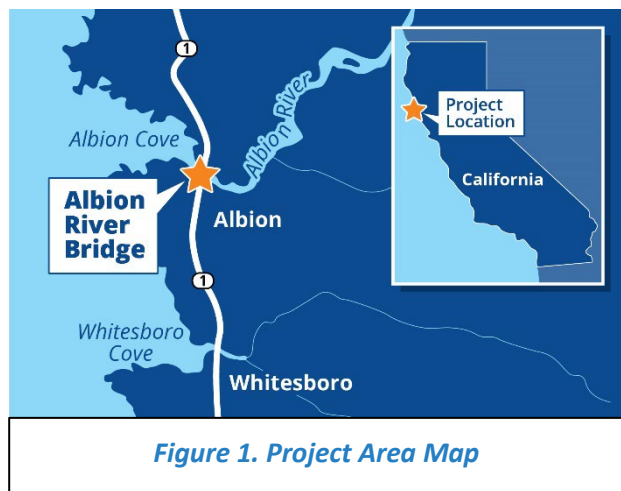 1
Albion Cove
Albion River
Albion
River
Bridge
Albion
1
Whitesboro
Cove
Whitesboro
Project
Location
California
Figure 1. Project Area Map